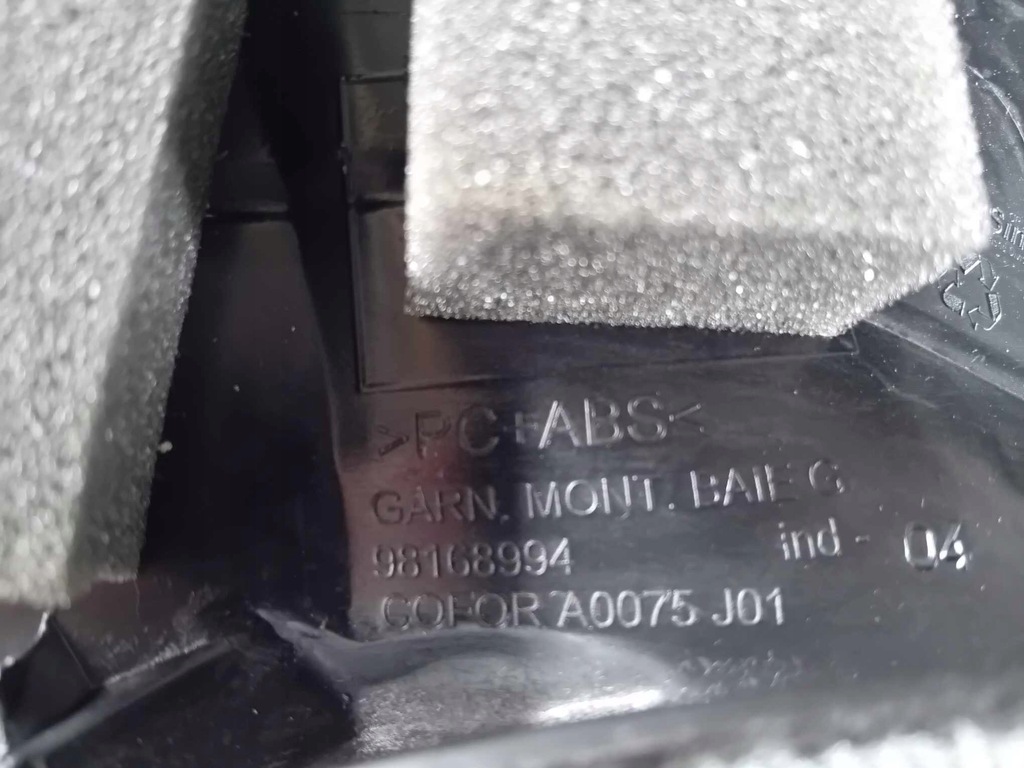 >PC+ABS<
GARN. MONT. BAIE G
98168994
ind - 04
COFOR A0075 J01